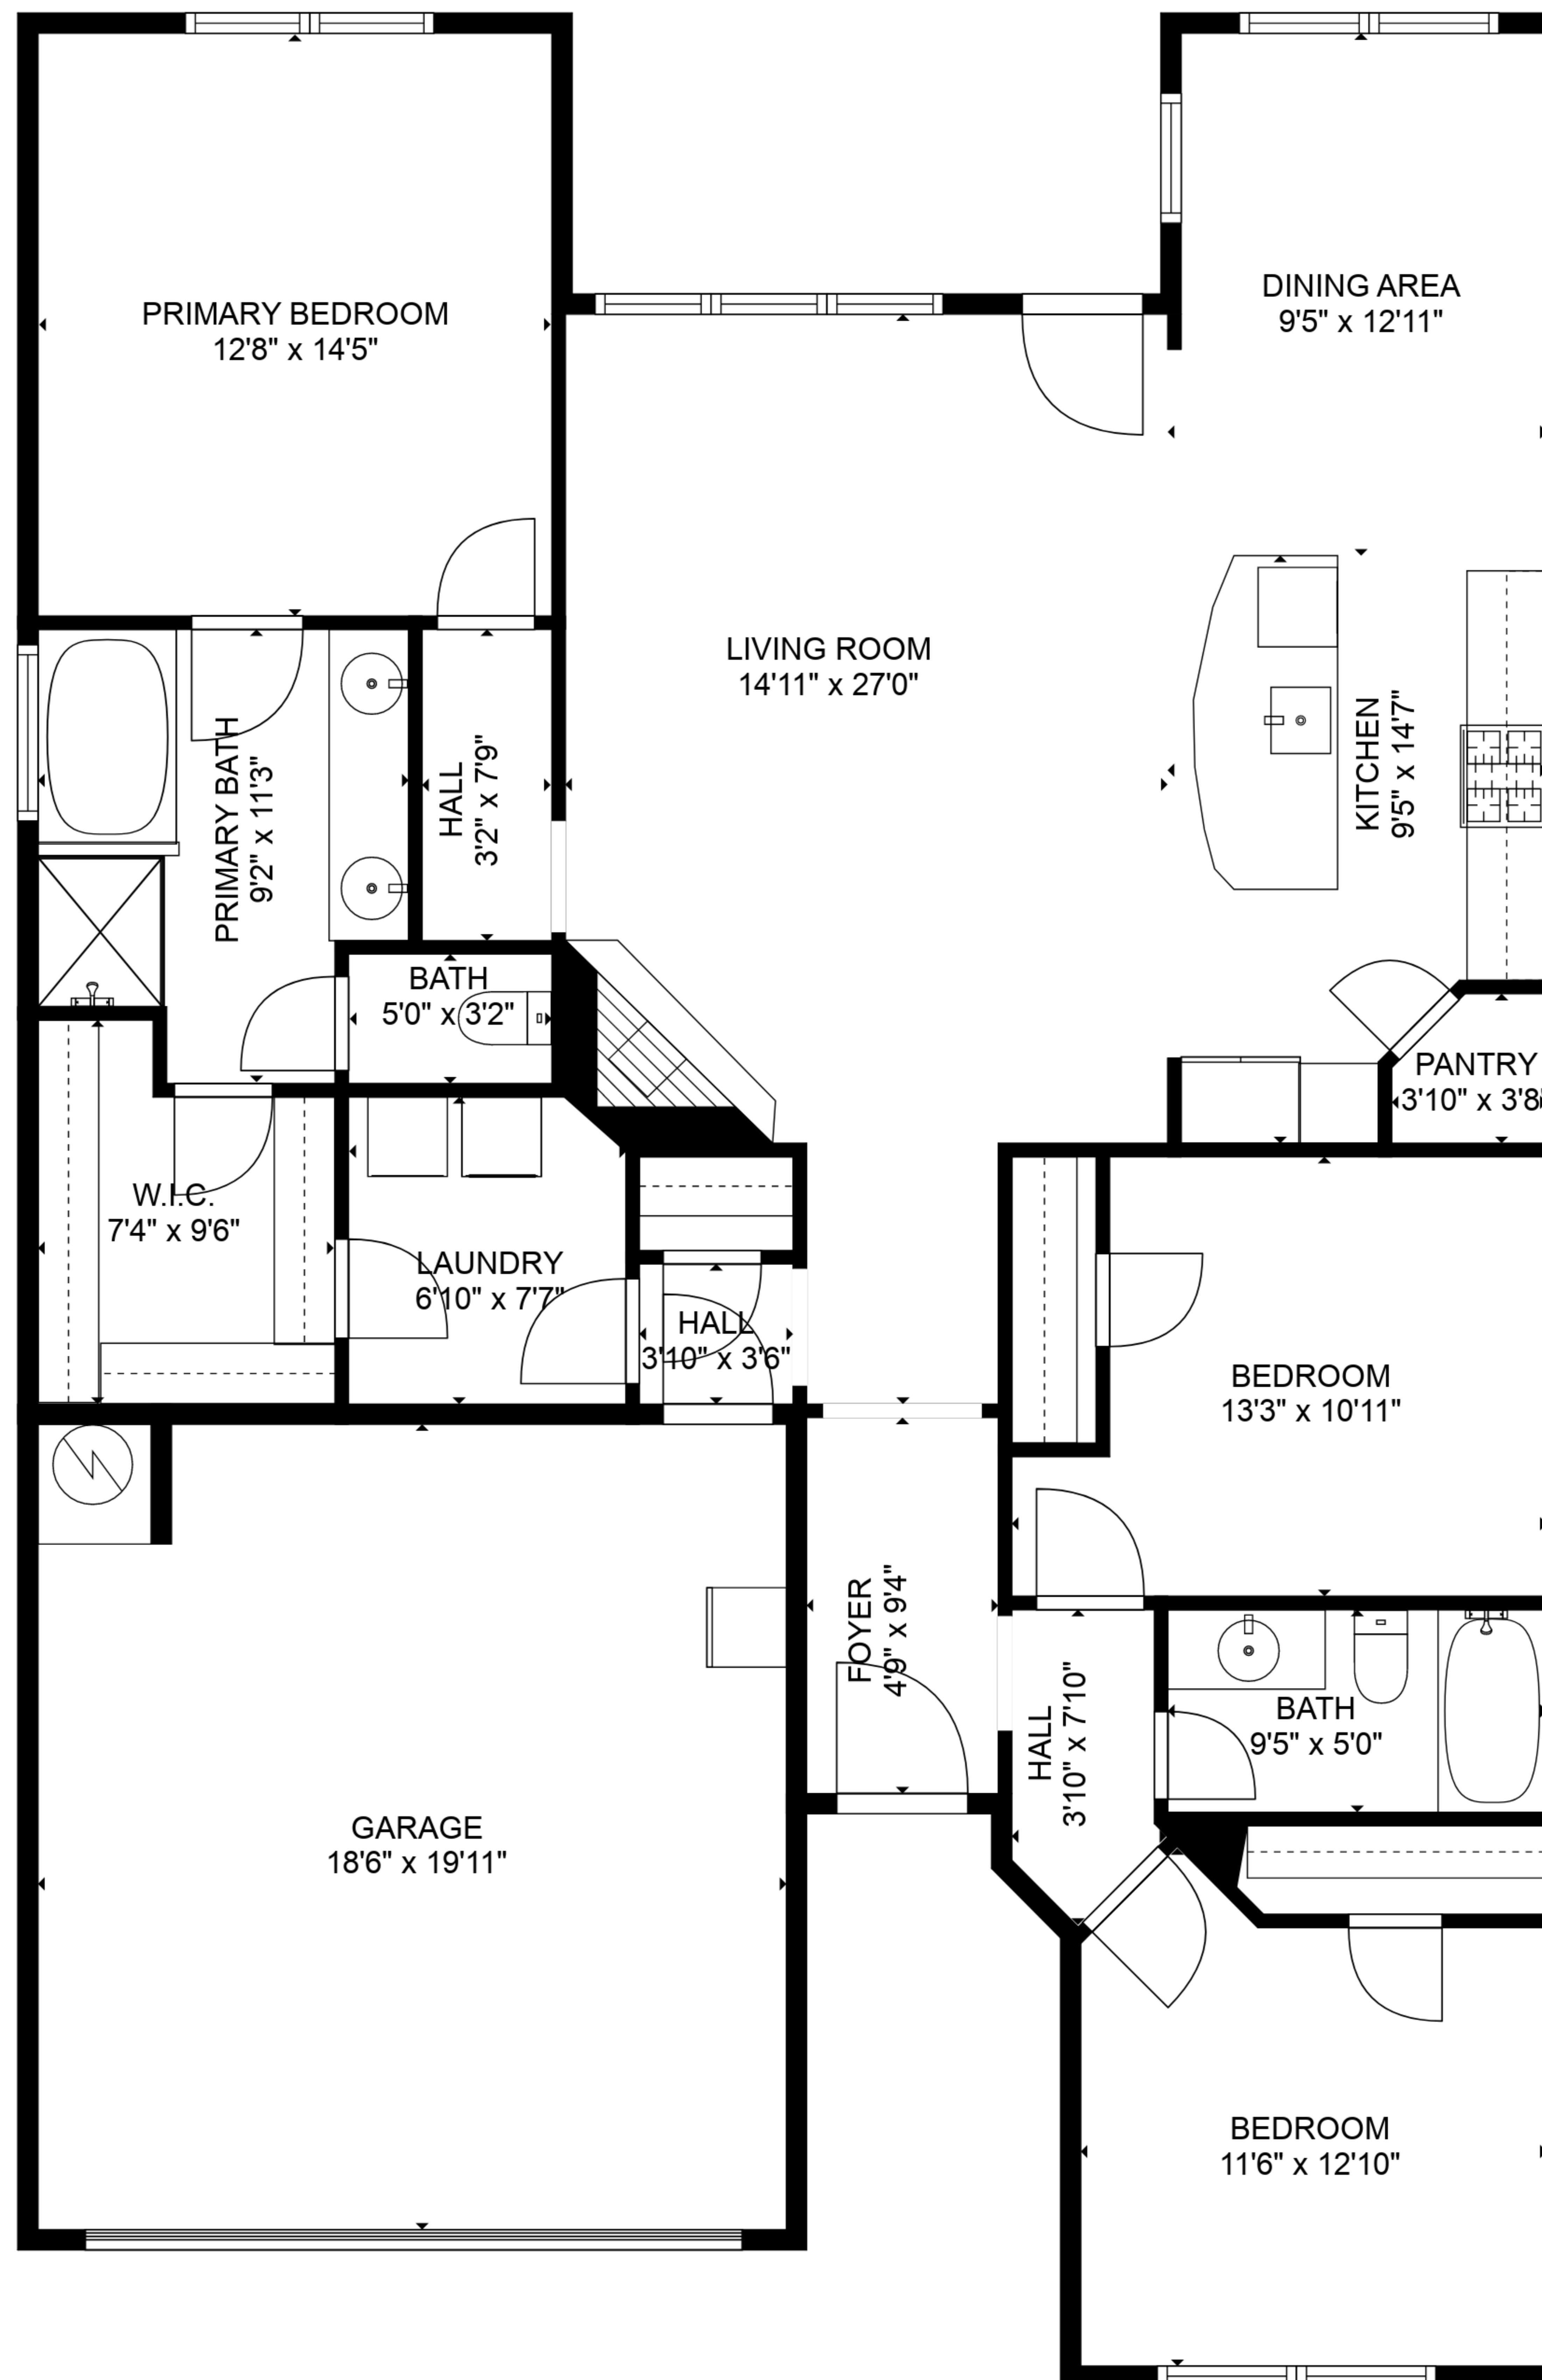 PRIMARY BEDROOM
12'8" x 14'5"
DINING AREA
9'5" x 12'11"
LIVING ROOM
14'11" x 27'0"
KITCHEN
9'5" x 14'7"
PRIMARY BATH
9'2" x 11'3"
HALL
3'2" x 7'9"
BATH
5'0" x 3'2"
PANTRY
3'10" x 3'8
W.I.C.
7'4" x 9'6"
LAUNDRY
6'10" x 7'7"
HALL
3'10" x 3'6"
BEDROOM
13'3" x 10'11"
FOYER
4'9" x 9'4"
HALL
3'10" x 7'10"
BATH
9'5" x 5'0"
GARAGE
18'6" x 19'11"
BEDROOM
11'6" x 12'10"